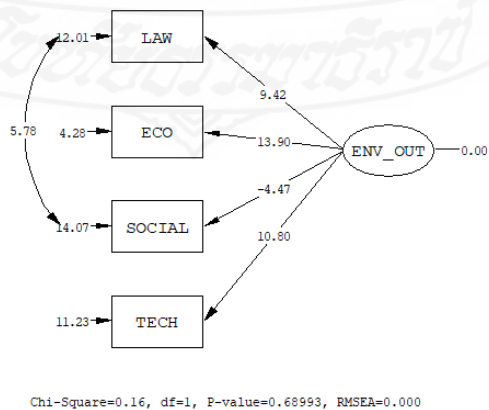 12.01
LAW
9.42
5.78
4.28
ECO
13.90
ENV_OUT
0.00
-4.47
14.07
SOCIAL
10.80
11.23
TECH
Chi-Square=0.16, df=1, P-value=0.68993, RMSEA=0.000